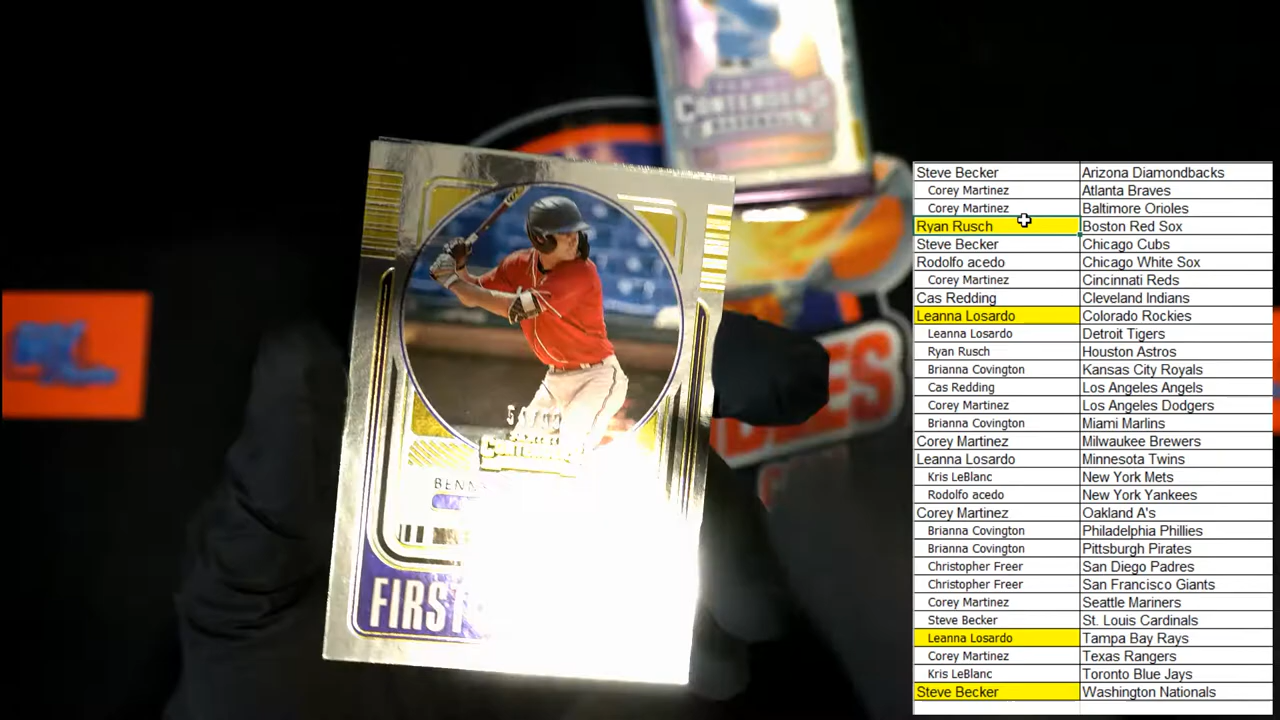 CONTENDERS
BASEBALL
CONTENDERS
BENN
FIRST
Steve Becker Arizona Diamondbacks
Corey Martinez Atlanta Braves
Corey Martinez Baltimore Orioles
Ryan Rusch Boston Red Sox
Steve Becker Chicago Cubs
Rodolfo acedo Chicago White Sox
Corey Martinez Cincinnati Reds
Cas Redding Cleveland Indians
Leanna Losardo Colorado Rockies
Leanna Losardo Detroit Tigers
Ryan Rusch Houston Astros
Brianna Covington Kansas City Royals
Cas Redding Los Angeles Angels
Corey Martinez Los Angeles Dodgers
Brianna Covington Miami Marlins
Corey Martinez Milwaukee Brewers
Leanna Losardo Minnesota Twins
Kris LeBlanc New York Mets
Rodolfo acedo New York Yankees
Corey Martinez Oakland A's
Brianna Covington Philadelphia Phillies
Brianna Covington Pittsburgh Pirates
Christopher Freer San Diego Padres
Christopher Freer San Francisco Giants
Corey Martinez Seattle Mariners
Steve Becker St. Louis Cardinals
Leanna Losardo Tampa Bay Rays
Corey Martinez Texas Rangers
Kris LeBlanc Toronto Blue Jays
Steve Becker Washington Nationals